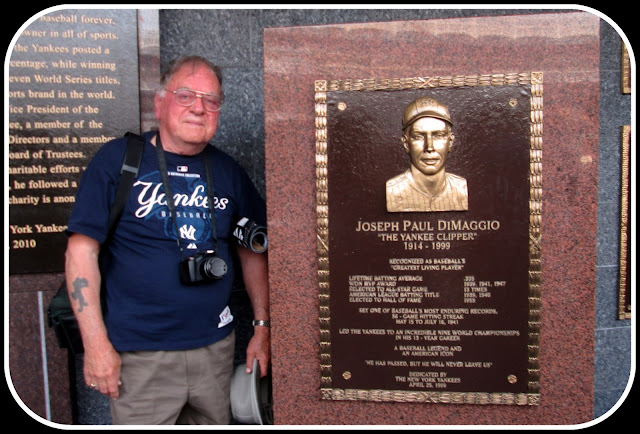 baseball forever.
owner in all of sports.
the Yankees posted a
centage, while winning
even World Series titles,
orts brand in the world.
ice President of the
ee, a member of the
Directors and a member
oard of Trustees.
haritable efforts
, he followed a
charity is anon
York Yankee
2010
Yankees
BASEBALL
NY
JOSEPH PAUL DIMAGGIO
"THE YANKEE CLIPPER"
1914 - 1999
RECOGNIZED AS BASEBALL'S
"GREATEST LIVING PLAYER"
LIFETIME BATTING AVERAGE .325
WON MVP AWARD 1939, 1941, 1947
SELECTED TO ALL-STAR GAME 13 TIMES
AMERICAN LEAGUE BATTING TITLE 1939, 1940
ELECTED TO HALL OF FAME 1955
SET ONE OF BASEBALL'S MOST ENDURING RECORDS,
56 - GAME HITTING STREAK
MAY 15 TO JULY 16, 1941
LED THE YANKEES TO AN INCREDIBLE NINE WORLD CHAMPIONSHIPS
IN HIS 13 - YEAR CAREER
A BASEBALL LEGEND AND
AN AMERICAN ICON
"HE HAS PASSED, BUT HE WILL NEVER LEAVE US"
DEDICATED BY
THE NEW YORK YANKEES
APRIL 25, 1999